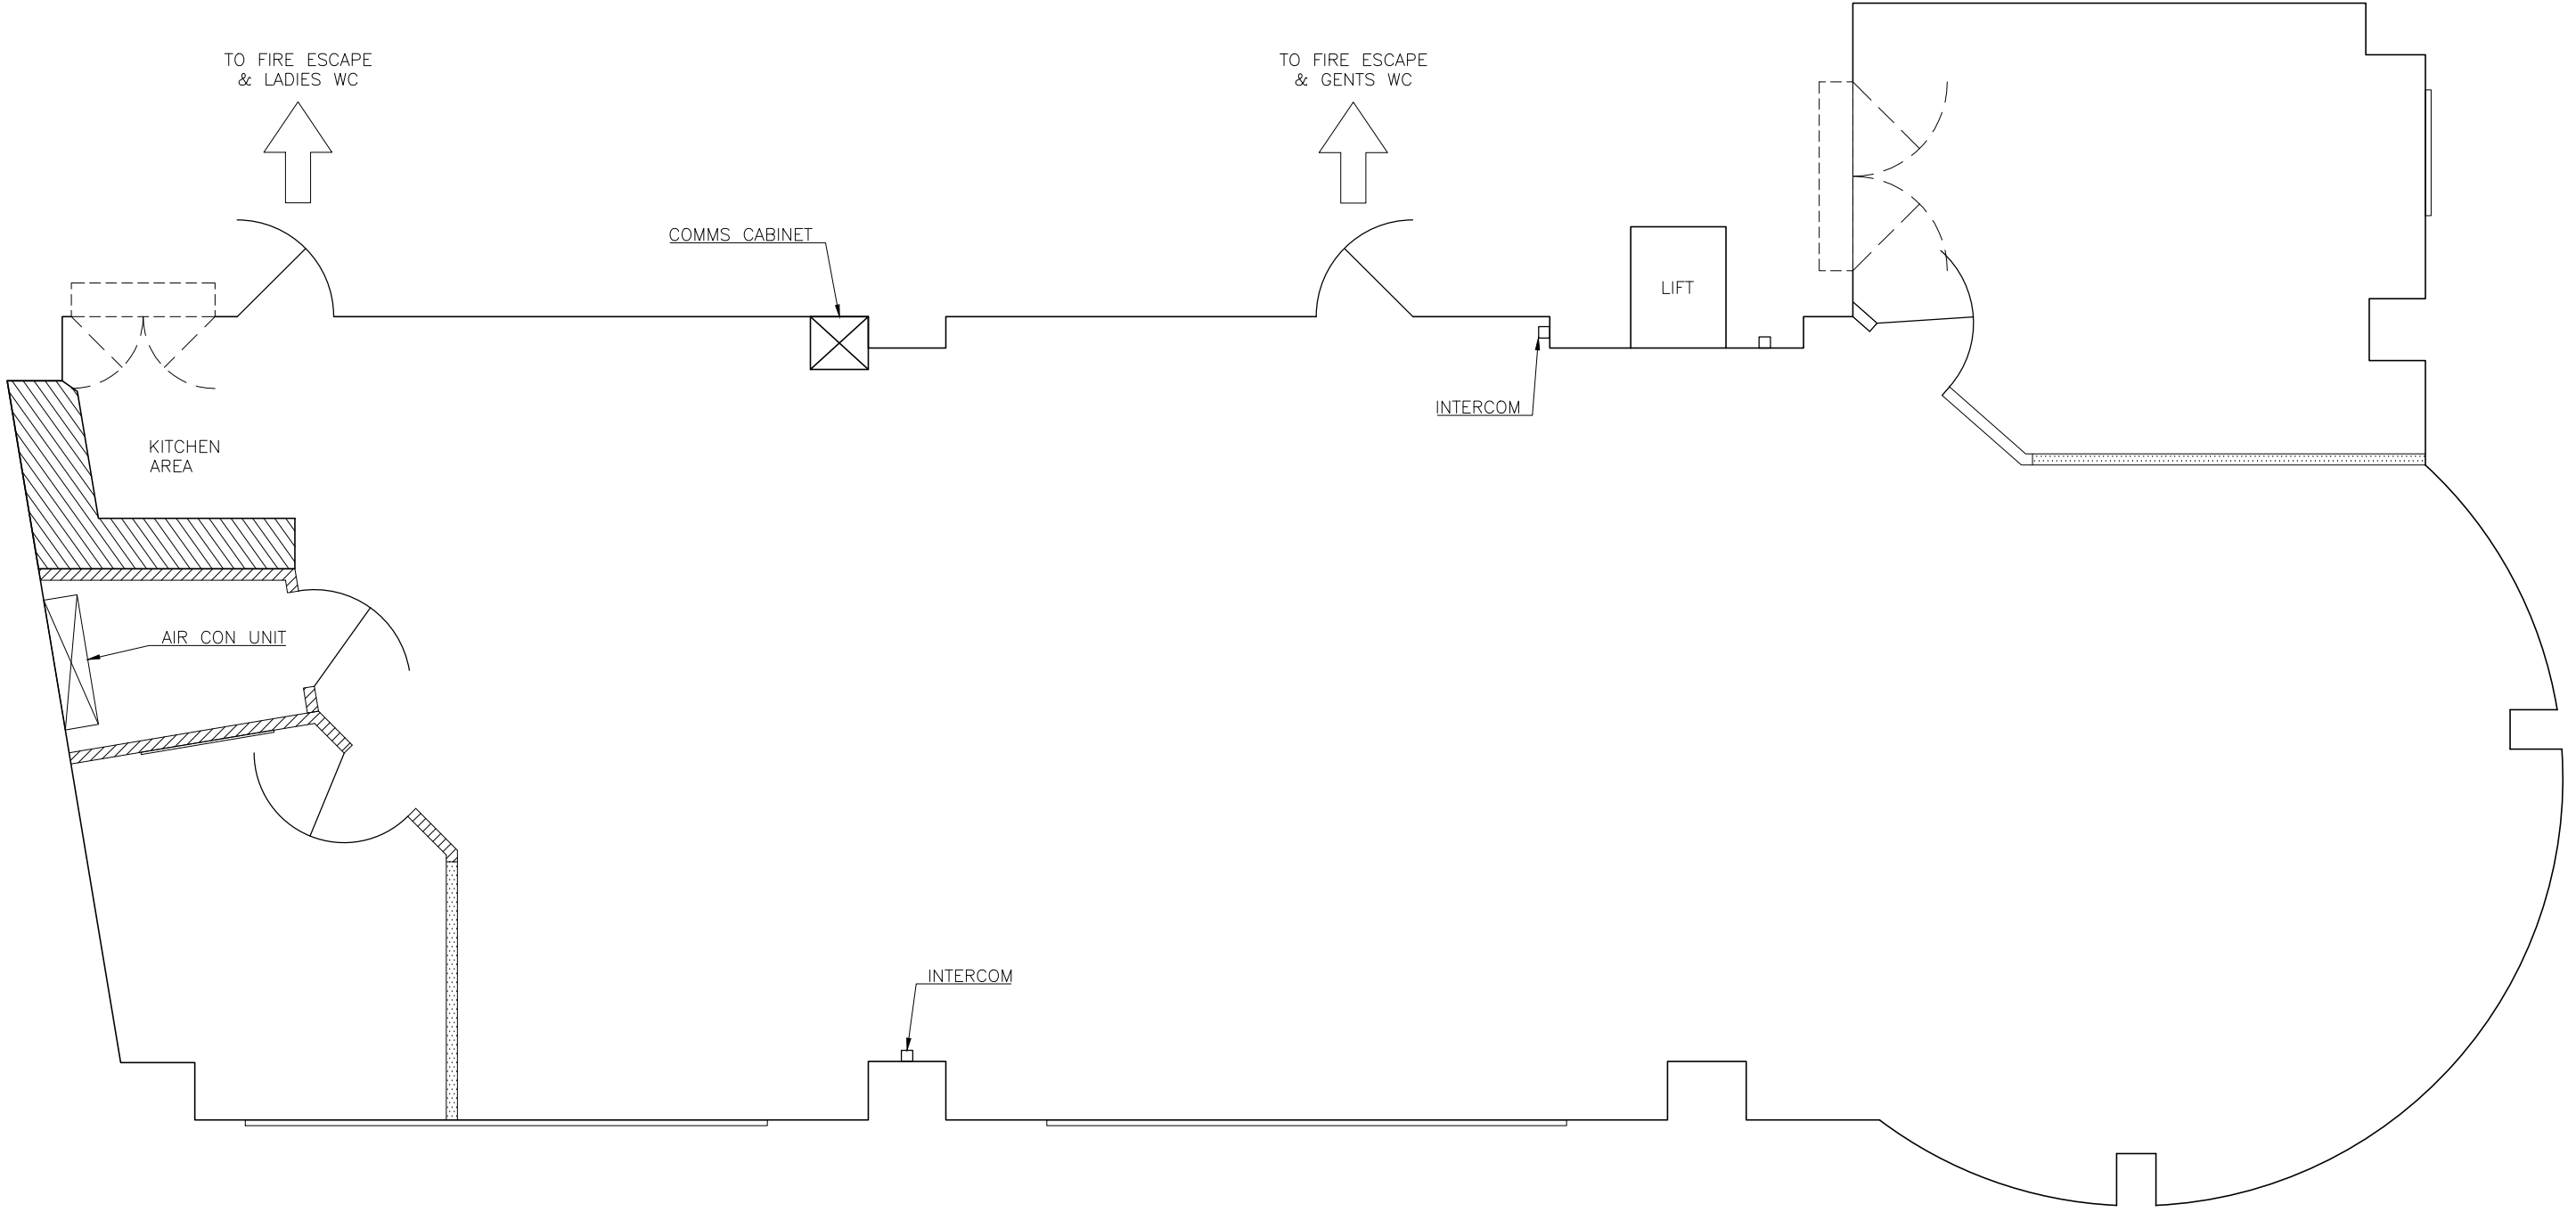 TO FIRE ESCAPE
& LADIES WC
TO FIRE ESCAPE
& GENTS WC
COMMS CABINET
LIFT
INTERCOM
KITCHEN
AREA
AIR CON UNIT
INTERCOM